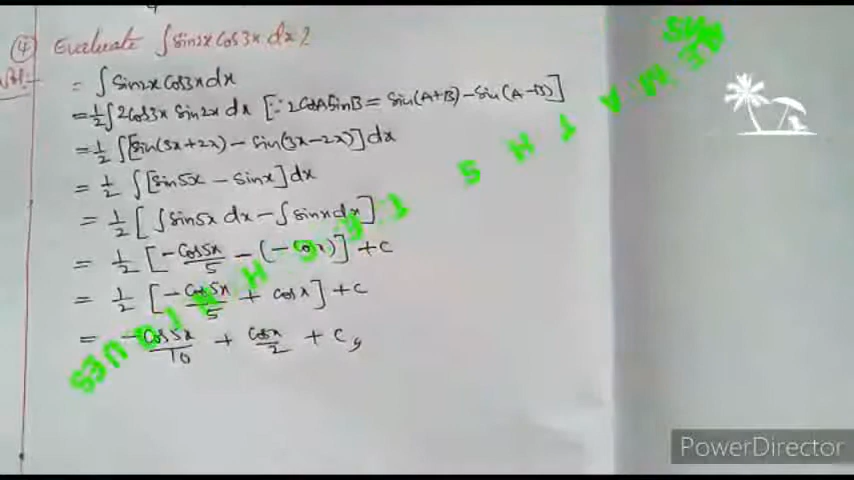 ④ Evaluate ∫sin2x cos3x dx?
Sol:-
= ∫ sin2x cos3x dx
= 1/2 ∫ 2cos3x sin2x dx [∵ 2cosA sinB = sin(A+B) - sin(A-B)]
= 1/2 ∫ [sin(3x+2x) - sin(3x-2x)] dx
= 1/2 ∫ [sin5x - sinx] dx
= 1/2 [ ∫ sin5x dx - ∫ sinx dx ]
= 1/2 [ -cos5x/5 - (-cosx) ] + c
= 1/2 [ -cos5x/5 + cosx ] + c
= -cos5x/10 + cosx/2 + c,
PowerDirector